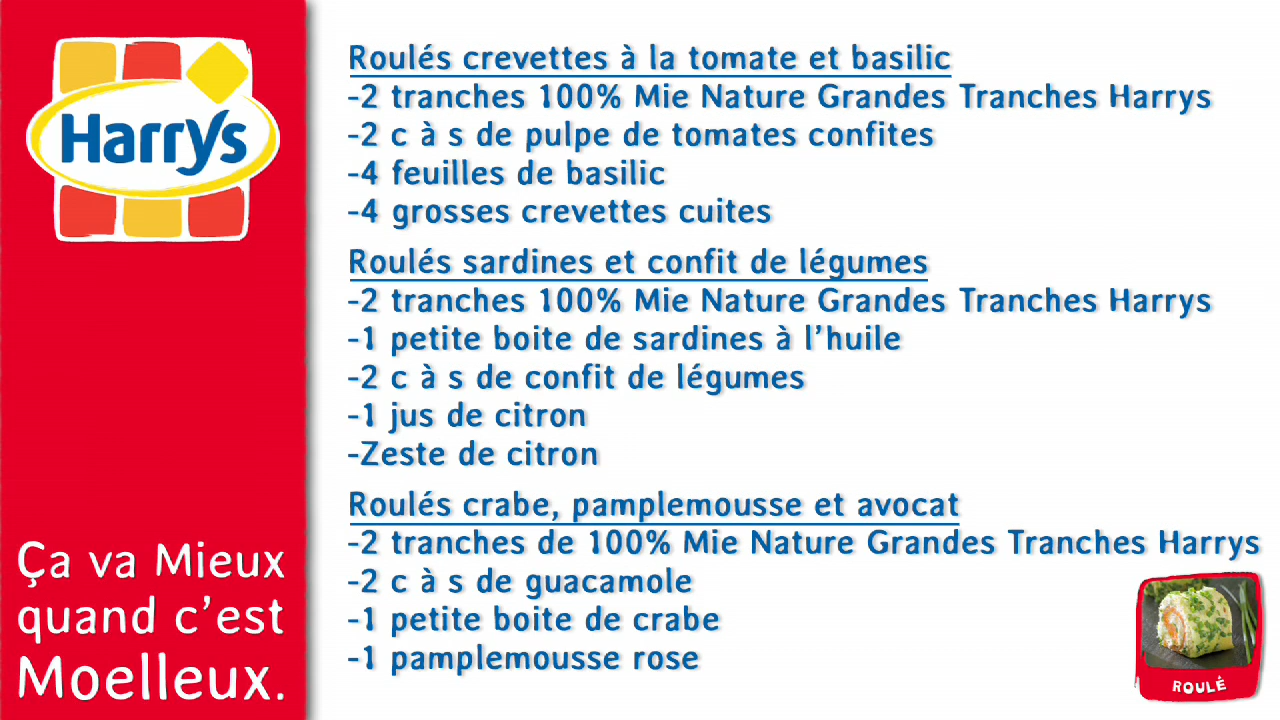 Harrys
Ça va Mieux
quand c'est
Moelleux.
Roulés crevettes à la tomate et basilic
-2 tranches 100% Mie Nature Grandes Tranches Harrys
-2 c à s de pulpe de tomates confites
-4 feuilles de basilic
-4 grosses crevettes cuites
Roulés sardines et confit de légumes
-2 tranches 100% Mie Nature Grandes Tranches Harrys
-1 petite boite de sardines à l'huile
-2 c à s de confit de légumes
-1 jus de citron
-Zeste de citron
Roulés crabe, pamplemousse et avocat
-2 tranches de 100% Mie Nature Grandes Tranches Harrys
-2 c à s de guacamole
-1 petite boite de crabe
-1 pamplemousse rose
ROULÉ